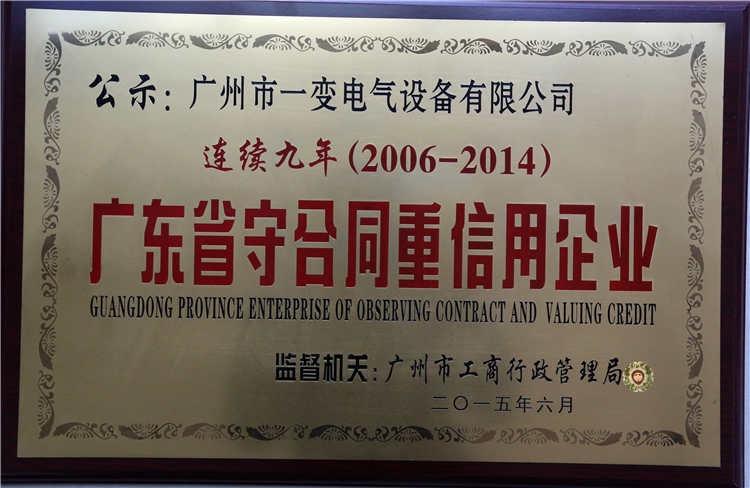 公示：广州市一变电气设备有限公司
连续九年(2006-2014)
广东省守合同重信用企业
GUANGDONG PROVINCE ENTERPRISE OF OBSERVING CONTRACT AND VALUING CREDIT
监督机关：广州市工商行政管理局
二〇一五年六月